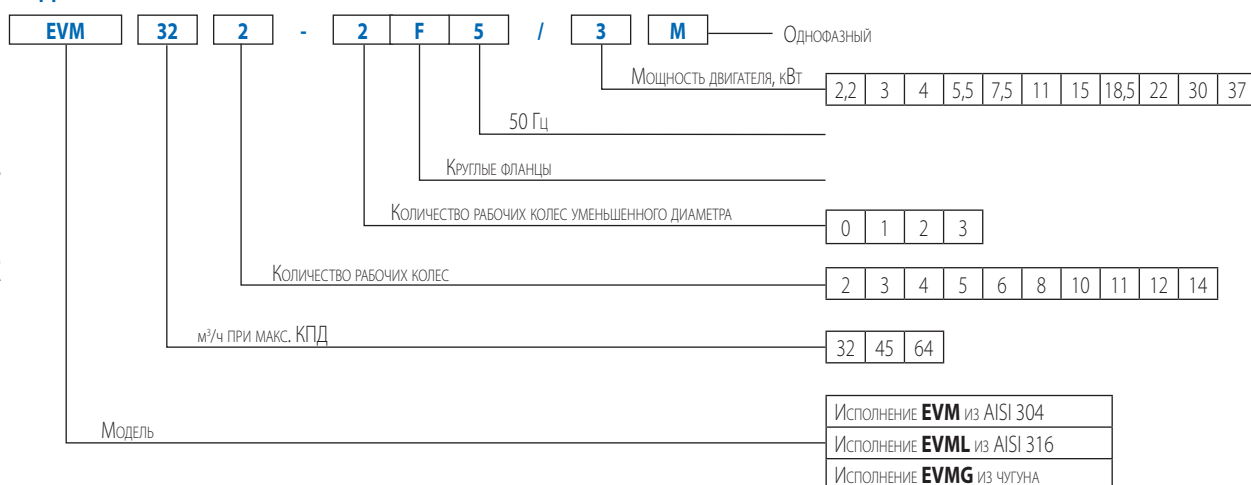 EVM 32 2 - 2 F 5 / 3 M Однофазный
Мощность двигателя, кВт 2,2 3 4 5,5 7,5 11 15 18,5 22 30 37
50 Гц
Круглые фланцы
Количество рабочих колес уменьшенного диаметра 0 1 2 3
Количество рабочих колес 2 3 4 5 6 8 10 11 12 14
м³/ч при макс. КПД 32 45 64
Исполнение EVM из AISI 304
Модель Исполнение EVML из AISI 316
Исполнение EVMG из чугуна